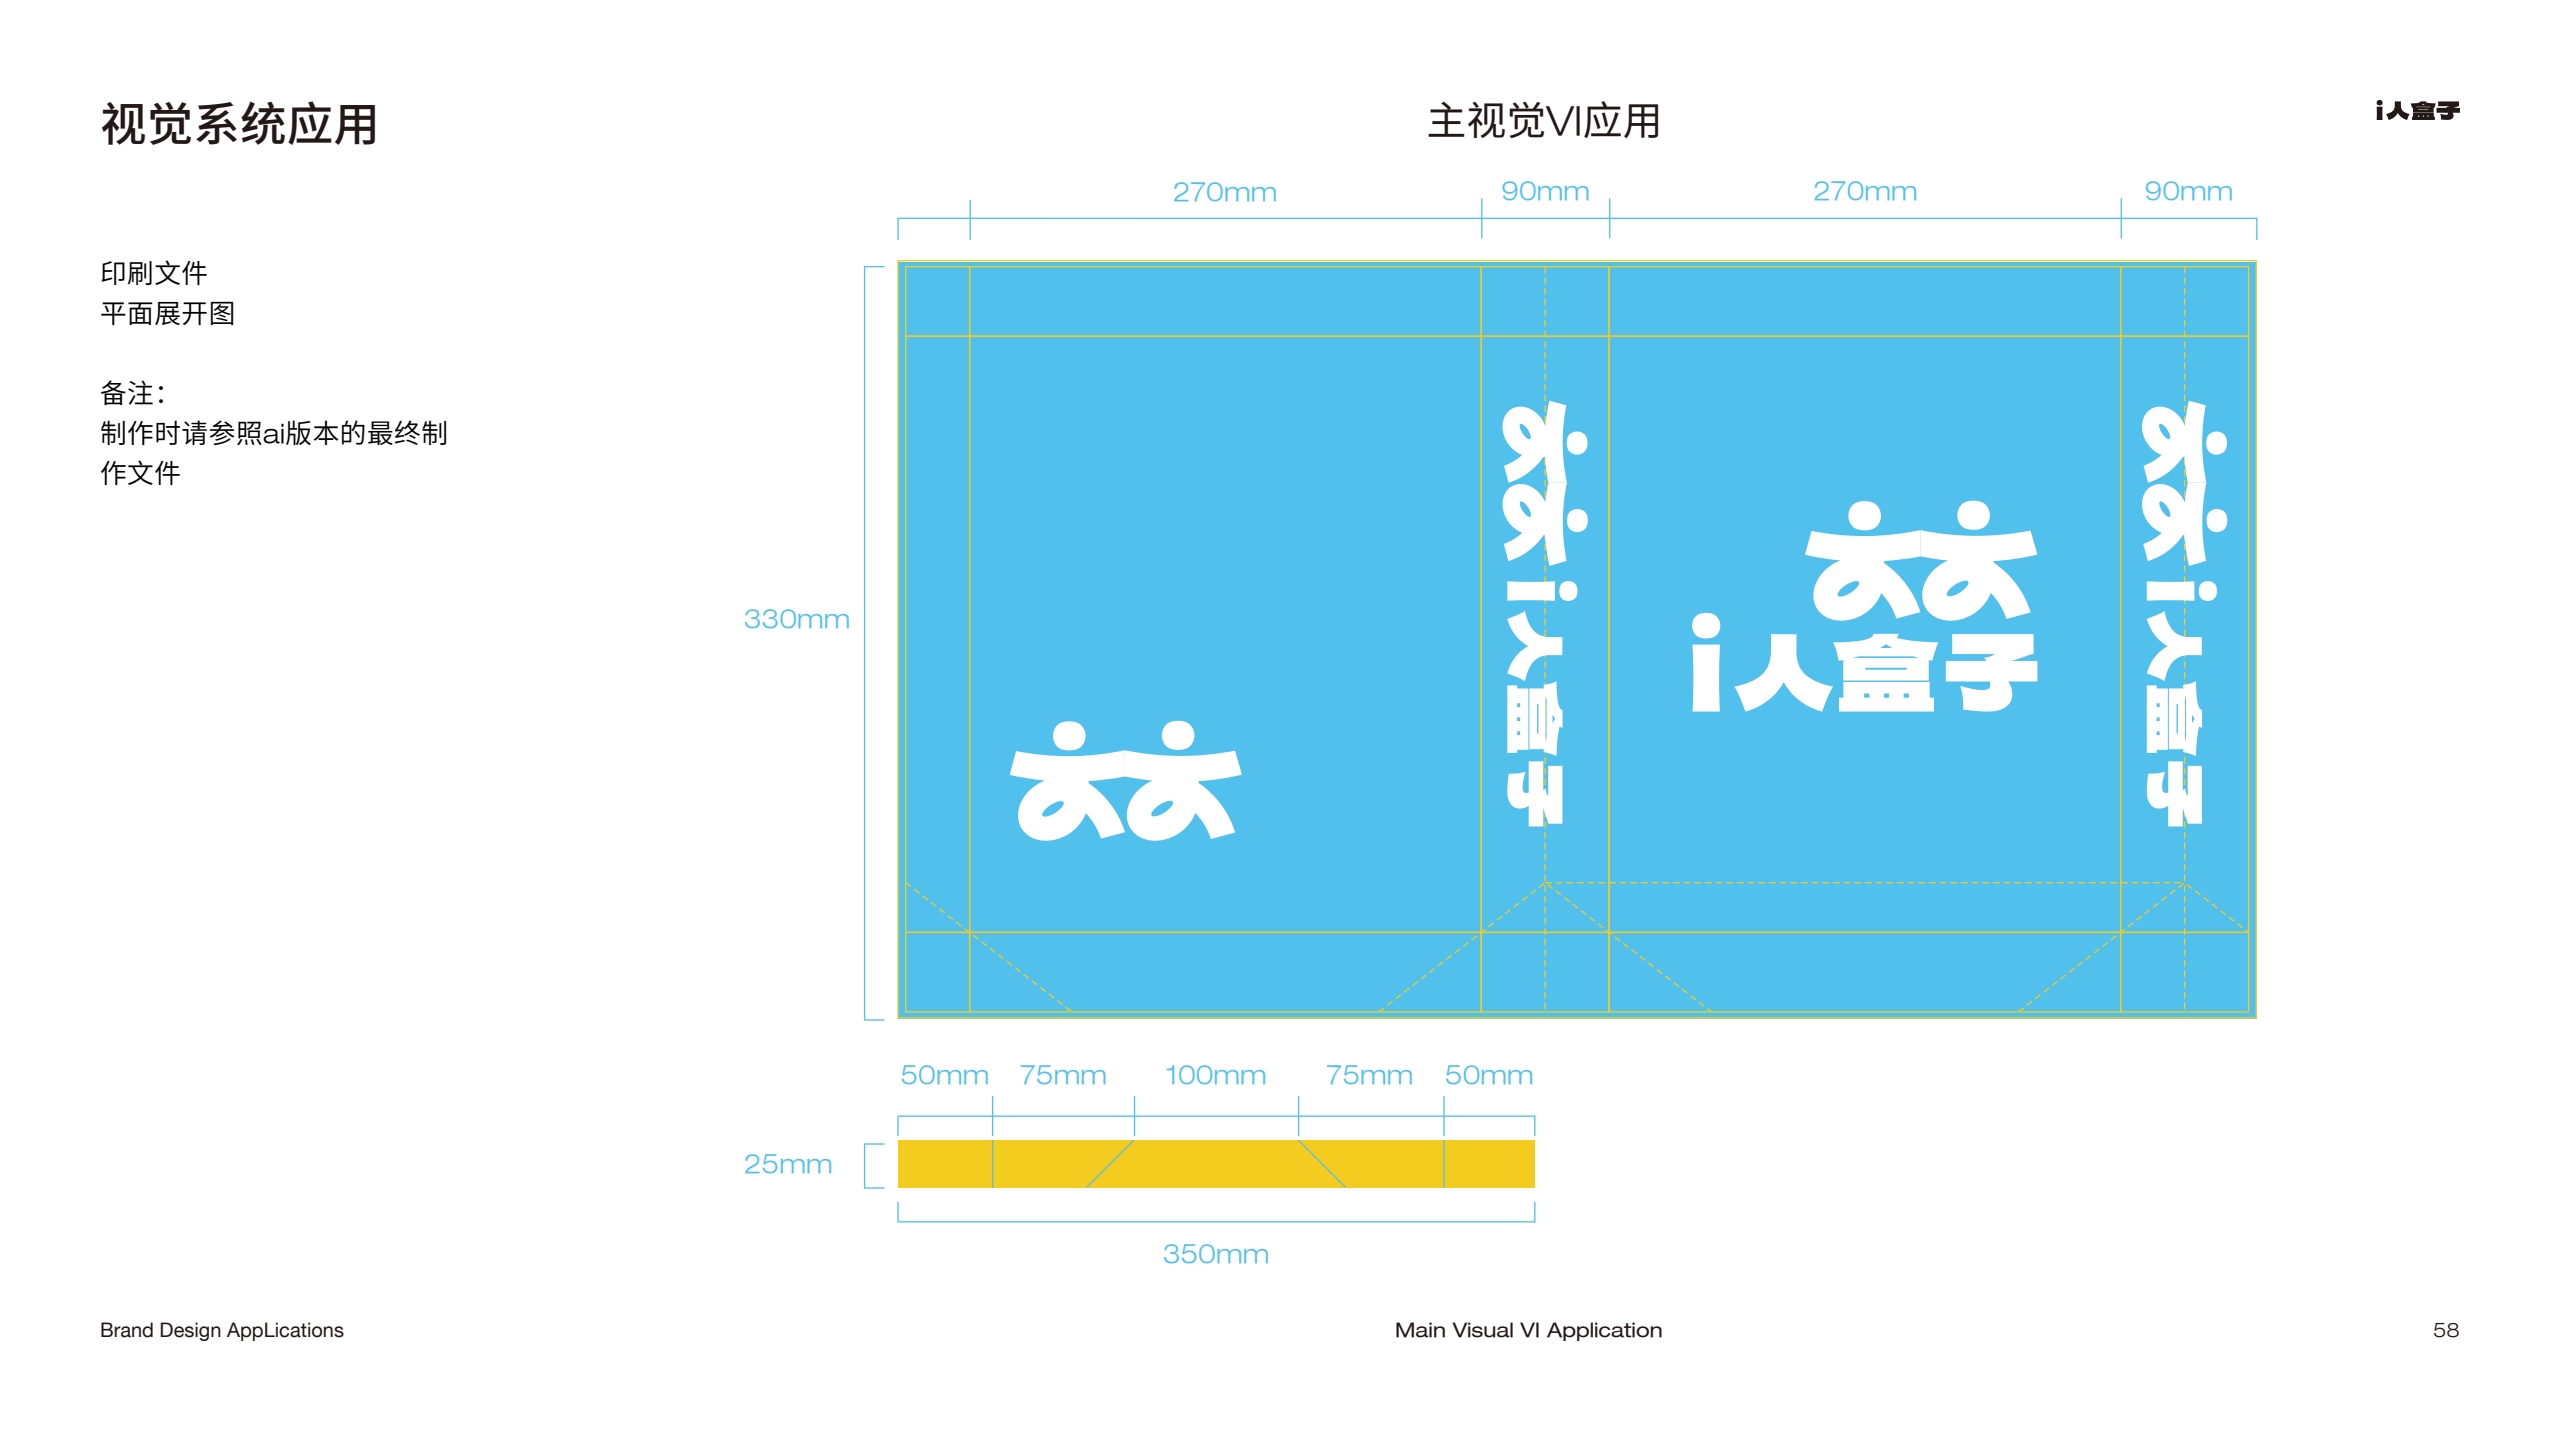 视觉系统应用
主视觉VI应用
i人盒子
印刷文件
平面展开图
备注：
制作时请参照ai版本的最终制
作文件
270mm
90mm
270mm
90mm
330mm
i人盒子
i人盒子
i人盒子
50mm
75mm
100mm
75mm
50mm
25mm
350mm
Brand Design AppLications
Main Visual VI Application
58